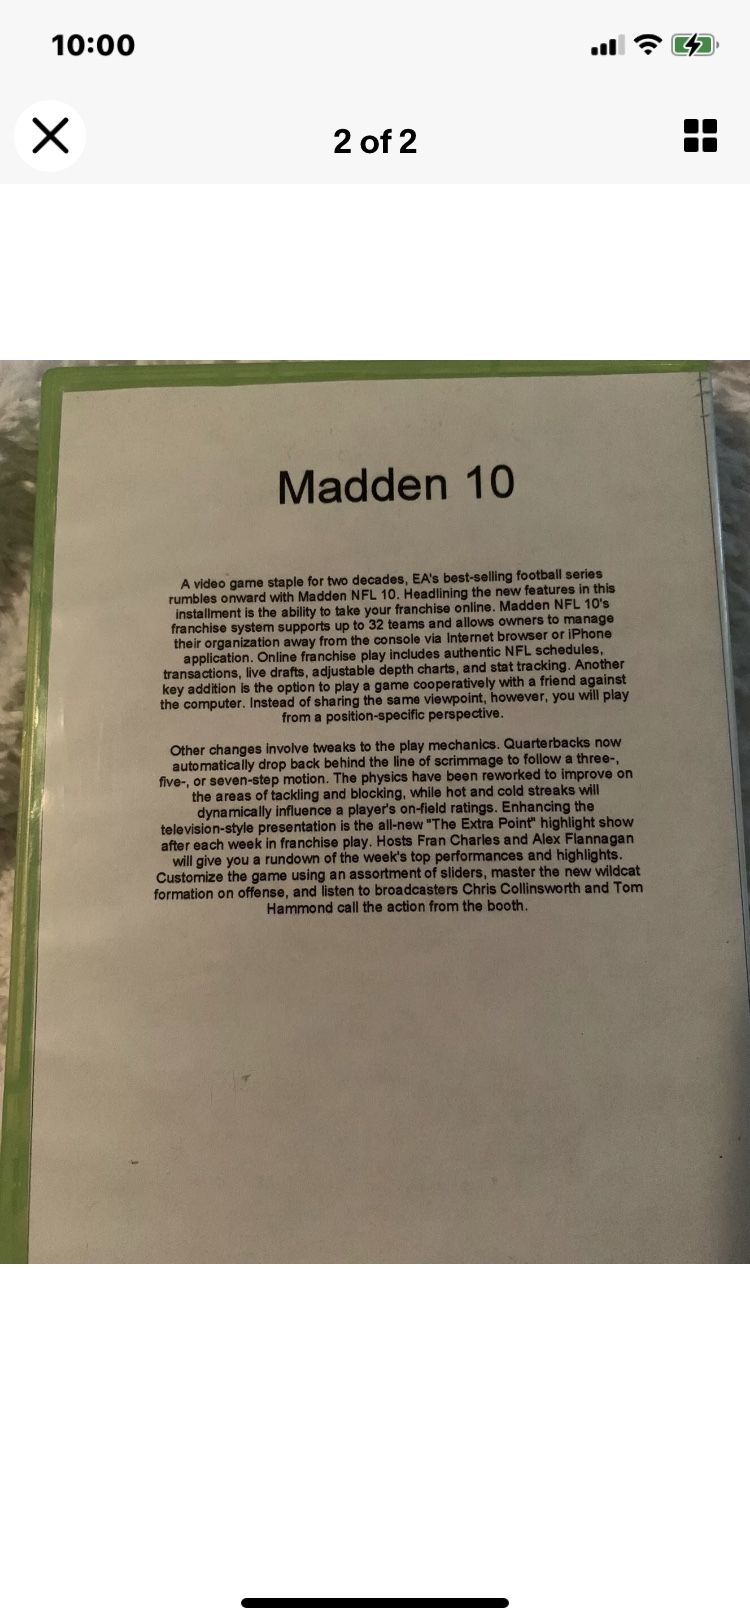 10:00
2 of 2
Madden 10
A video game staple for two decades, EA's best-selling football series
rumbles onward with Madden NFL 10. Headlining the new features in this
installment is the ability to take your franchise online. Madden NFL 10's
franchise system supports up to 32 teams and allows owners to manage
their organization away from the console via Internet browser or iPhone
application. Online franchise play includes authentic NFL schedules,
transactions, live drafts, adjustable depth charts, and stat tracking. Another
key addition is the option to play a game cooperatively with a friend against
the computer. Instead of sharing the same viewpoint, however, you will play
from a position-specific perspective.
Other changes involve tweaks to the play mechanics. Quarterbacks now
automatically drop back behind the line of scrimmage to follow a three-,
five-, or seven-step motion. The physics have been reworked to improve on
the areas of tackling and blocking, while hot and cold streaks will
dynamically influence a player's on-field ratings. Enhancing the
television-style presentation is the all-new "The Extra Point" highlight show
after each week in franchise play. Hosts Fran Charles and Alex Flannagan
will give you a rundown of the week's top performances and highlights.
Customize the game using an assortment of sliders, master the new wildcat
formation on offense, and listen to broadcasters Chris Collinsworth and Tom
Hammond call the action from the booth.